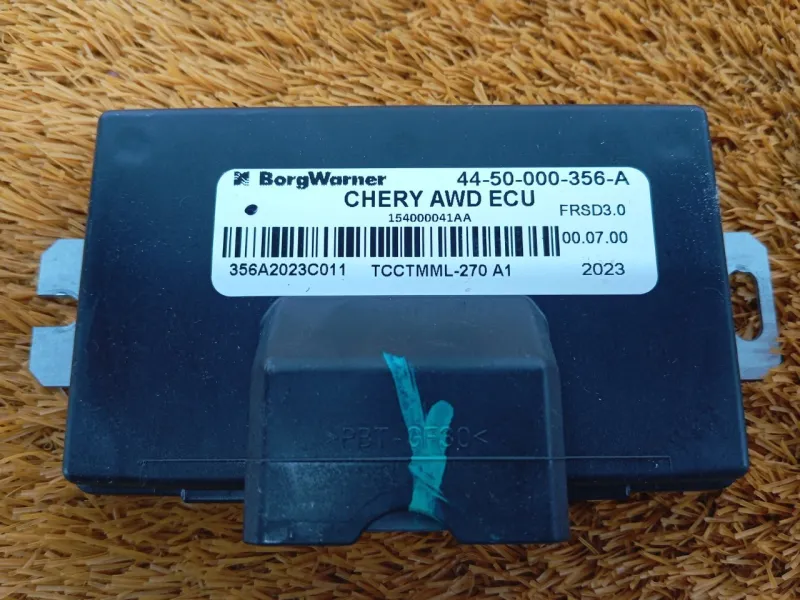 BorgWarner 44-50-000-356-A
CHERY AWD ECU
154000041AA
FRSD3.0
00.07.00
356A2023C011 TCCTMML-270 A1 2023
>PBT-GF30<